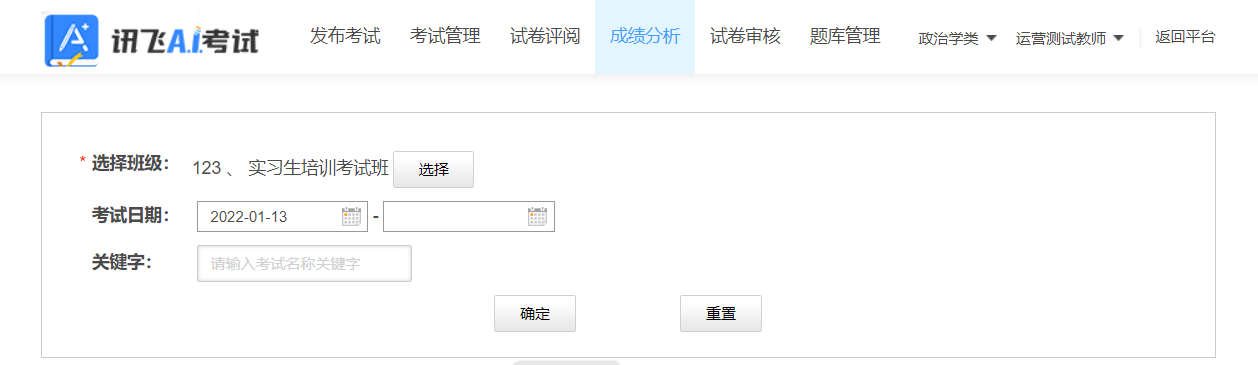 讯飞A.i考试 发布考试 考试管理 试卷评阅 成绩分析 试卷审核 题库管理 政治学类 运营测试教师 返回平台
* 选择班级： 123 、 实习生培训考试班 选择
考试日期： 2022-01-13 -
关键字： 请输入考试名称关键字
确定 重置